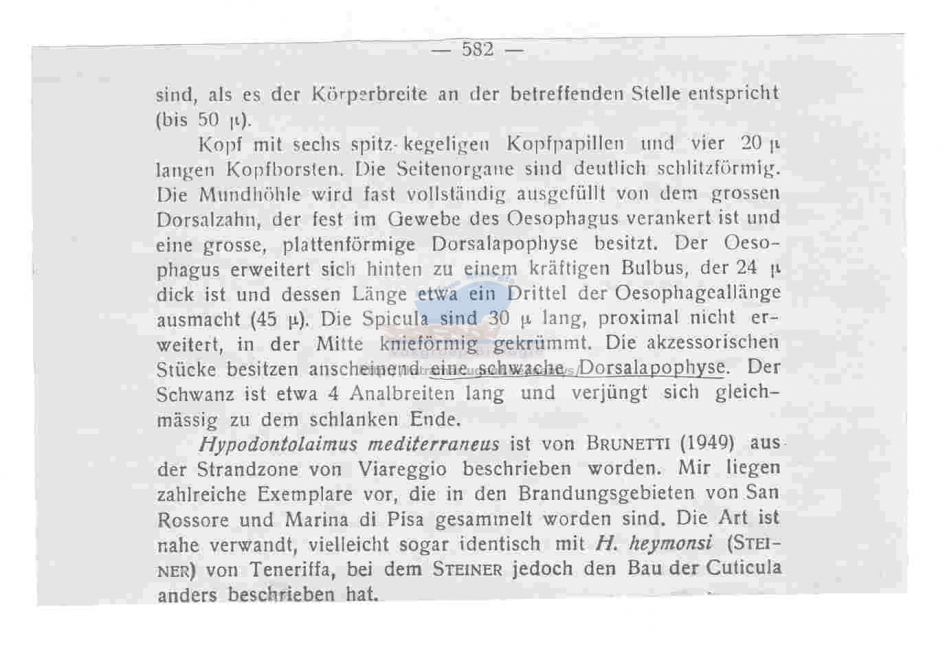 — 582 —
sind, als es der Körperbreite an der betreffenden Stelle entspricht
(bis 50 µ).
Kopf mit sechs spitz-kegeligen Kopfpapillen und vier 20 µ
langen Kopfborsten. Die Seitenorgane sind deutlich schlitzförmig.
Die Mundhöhle wird fast vollständig ausgefüllt von dem grossen
Dorsalzahn, der fest im Gewebe des Oesophagus verankert ist und
eine grosse, plattenförmige Dorsalapophyse besitzt. Der Oeso-
phagus erweitert sich hinten zu einem kräftigen Bulbus, der 24 µ
dick ist und dessen Länge etwa ein Drittel der Oesophageallänge
ausmacht (45 µ). Die Spicula sind 30 µ lang, proximal nicht er-
weitert, in der Mitte knieförmig gekrümmt. Die akzessorischen
Stücke besitzen anscheinend eine schwache Dorsalapophyse. Der
Schwanz ist etwa 4 Analbreiten lang und verjüngt sich gleich-
mässig zu dem schlanken Ende.
Hypodontolaimus mediterraneus ist von BRUNETTI (1949) aus
der Strandzone von Viareggio beschrieben worden. Mir liegen
zahlreiche Exemplare vor, die in den Brandungsgebieten von San
Rossore und Marina di Pisa gesammelt worden sind. Die Art ist
nahe verwandt, vielleicht sogar identisch mit H. heymonsi (STEI-
NER) von Teneriffa, bei dem STEINER jedoch den Bau der Cuticula
anders beschrieben hat.